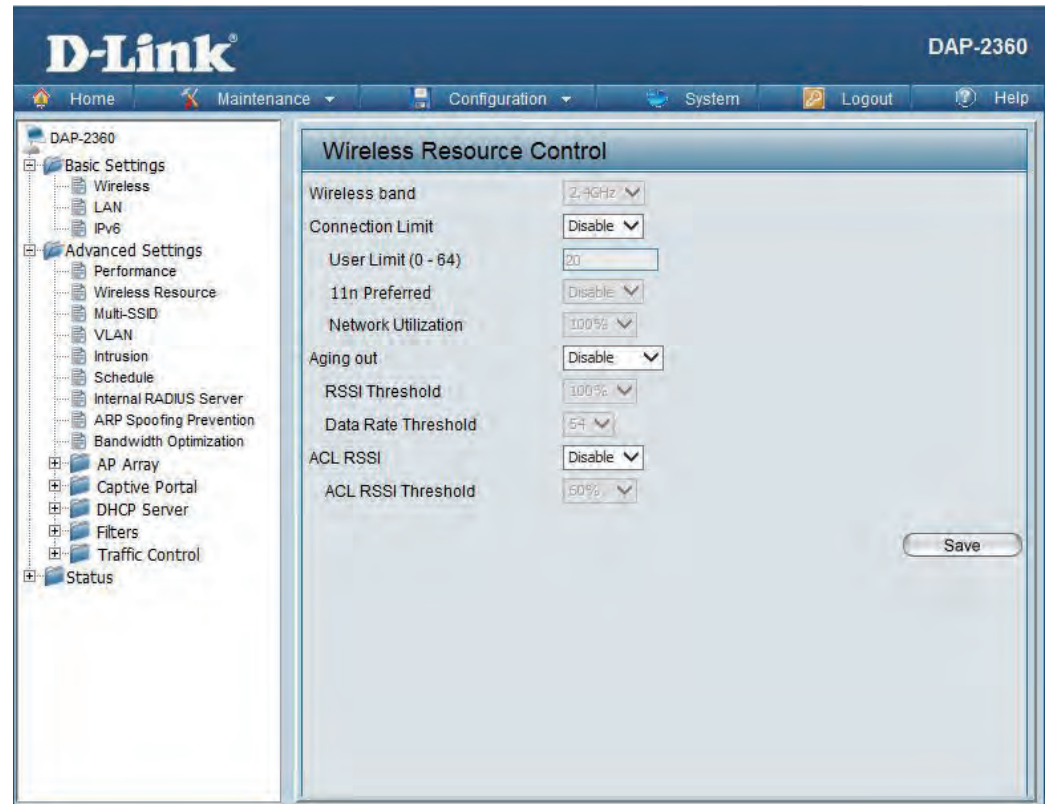 D-Link®
DAP-2360
Home
Maintenance
Configuration
System
Logout
Help
DAP-2360
Basic Settings
Wireless
LAN
IPv6
Advanced Settings
Performance
Wireless Resource
Multi-SSID
VLAN
Intrusion
Schedule
Internal RADIUS Server
ARP Spoofing Prevention
Bandwidth Optimization
AP Array
Captive Portal
DHCP Server
Filters
Traffic Control
Status
Wireless Resource Control
Wireless band 2.4GHz
Connection Limit Disable
User Limit (0 - 64) 20
11n Preferred Disable
Network Utilization 100%
Aging out Disable
RSSI Threshold 100%
Data Rate Threshold 54
ACL RSSI Disable
ACL RSSI Threshold 60%
Save